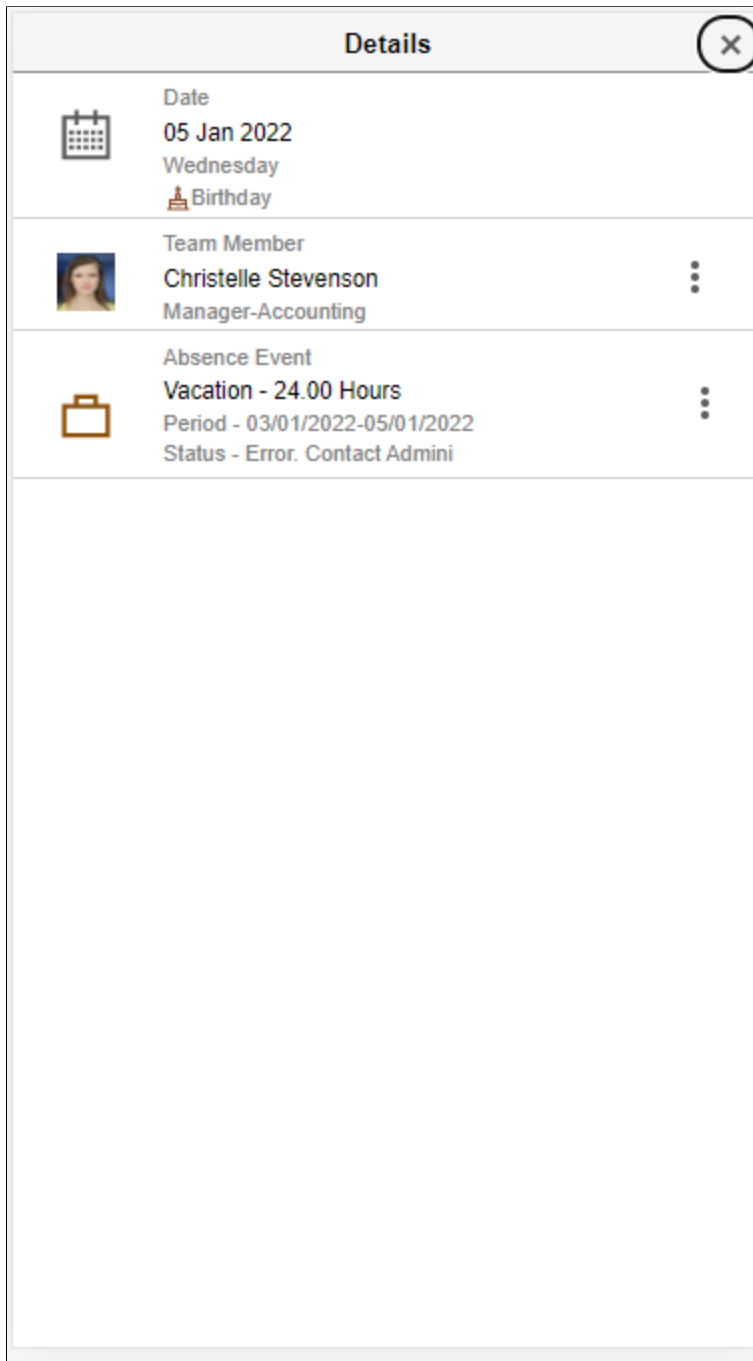 Details
Date
05 Jan 2022
Wednesday
Birthday
Team Member
Christelle Stevenson
Manager-Accounting
Absence Event
Vacation - 24.00 Hours
Period - 03/01/2022-05/01/2022
Status - Error. Contact Admini